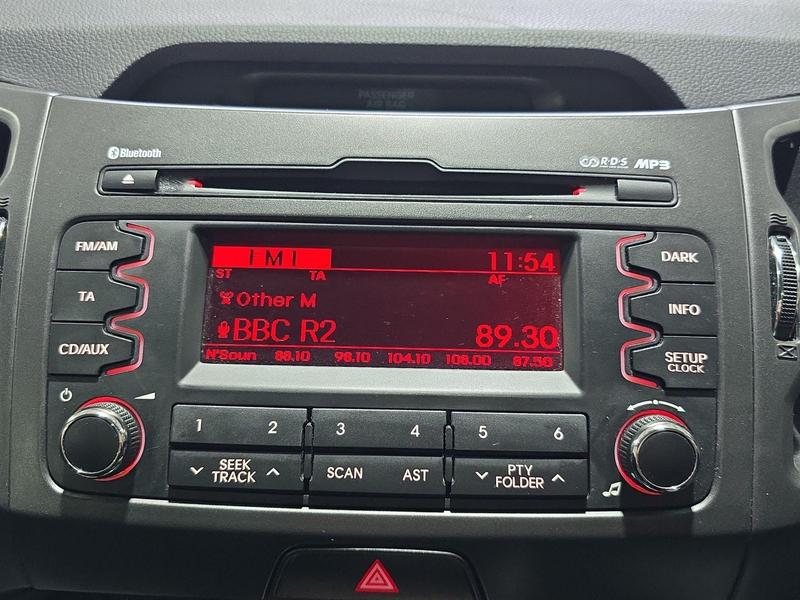 PASSENGER
AIR BAG
Bluetooth
R·D·S MP3
FM/AM
TA
CD/AUX
FM1 11:54
ST TA AF
Other M
BBC R2 89.30
N'Soun 88.10 98.10 104.10 108.00 87.50
DARK
INFO
SETUP
CLOCK
1 2 3 4 5 6
SEEK
TRACK
SCAN AST
PTY
FOLDER